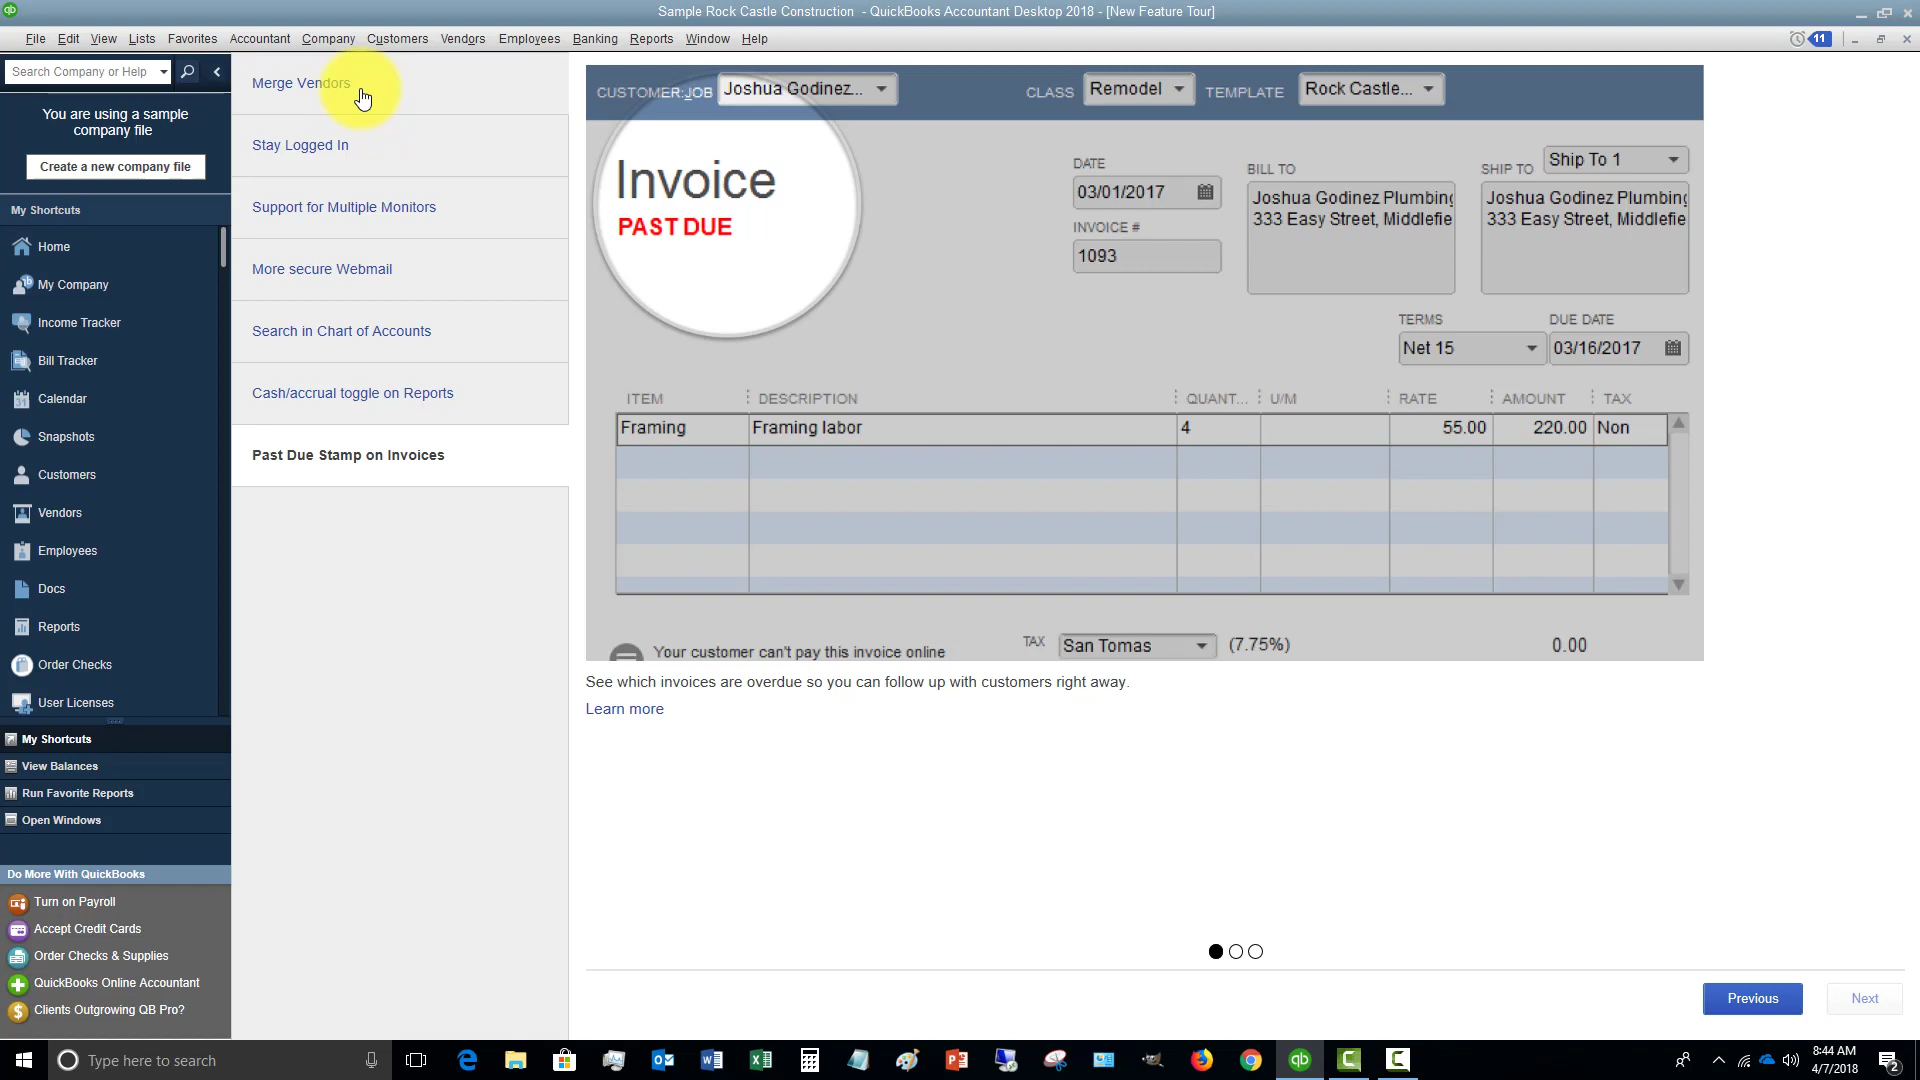 Sample Rock Castle Construction - QuickBooks Accountant Desktop 2018 - [New Feature Tour]
File Edit View Lists Favorites Accountant Company Customers Vendors Employees Banking Reports Window Help
11
Search Company or Help
You are using a sample
company file
Create a new company file
My Shortcuts
Home
My Company
Income Tracker
Bill Tracker
Calendar
Snapshots
Customers
Vendors
Employees
Docs
Reports
Order Checks
User Licenses
My Shortcuts
View Balances
Run Favorite Reports
Open Windows
Do More With QuickBooks
Turn on Payroll
Accept Credit Cards
Order Checks & Supplies
QuickBooks Online Accountant
Clients Outgrowing QB Pro?
Merge Vendors
Stay Logged In
Support for Multiple Monitors
More secure Webmail
Search in Chart of Accounts
Cash/accrual toggle on Reports
Past Due Stamp on Invoices
CUSTOMER:JOB Joshua Godinez... CLASS Remodel TEMPLATE Rock Castle...
Invoice
PAST DUE
DATE
03/01/2017
INVOICE #
1093
BILL TO
Joshua Godinez Plumbing
333 Easy Street, Middlefie
SHIP TO Ship To 1
Joshua Godinez Plumbing
333 Easy Street, Middlefie
TERMS DUE DATE
Net 15 03/16/2017
ITEM DESCRIPTION QUANT... U/M RATE AMOUNT TAX
Framing Framing labor 4 55.00 220.00 Non
Your customer can't pay this invoice online
TAX San Tomas (7.75%) 0.00
See which invoices are overdue so you can follow up with customers right away.
Learn more
Previous Next
Type here to search
8:44 AM
4/7/2018
2